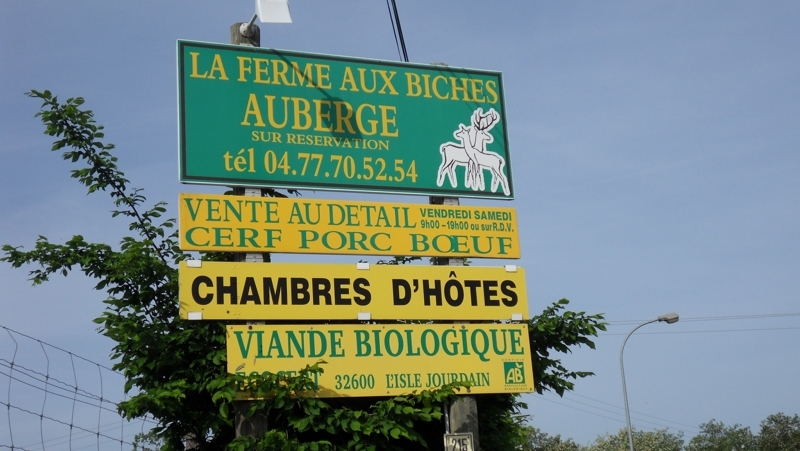 LA FERME AUX BICHES
AUBERGE
SUR RESERVATION
tél 04.77.70.52.54
VENTE AU DETAIL VENDREDI SAMEDI
9h00 - 19h00 ou sur R.D.V.
CERF PORC BŒUF
CHAMBRES D'HÔTES
VIANDE BIOLOGIQUE
32600 L'ISLE JOURDAIN
AB